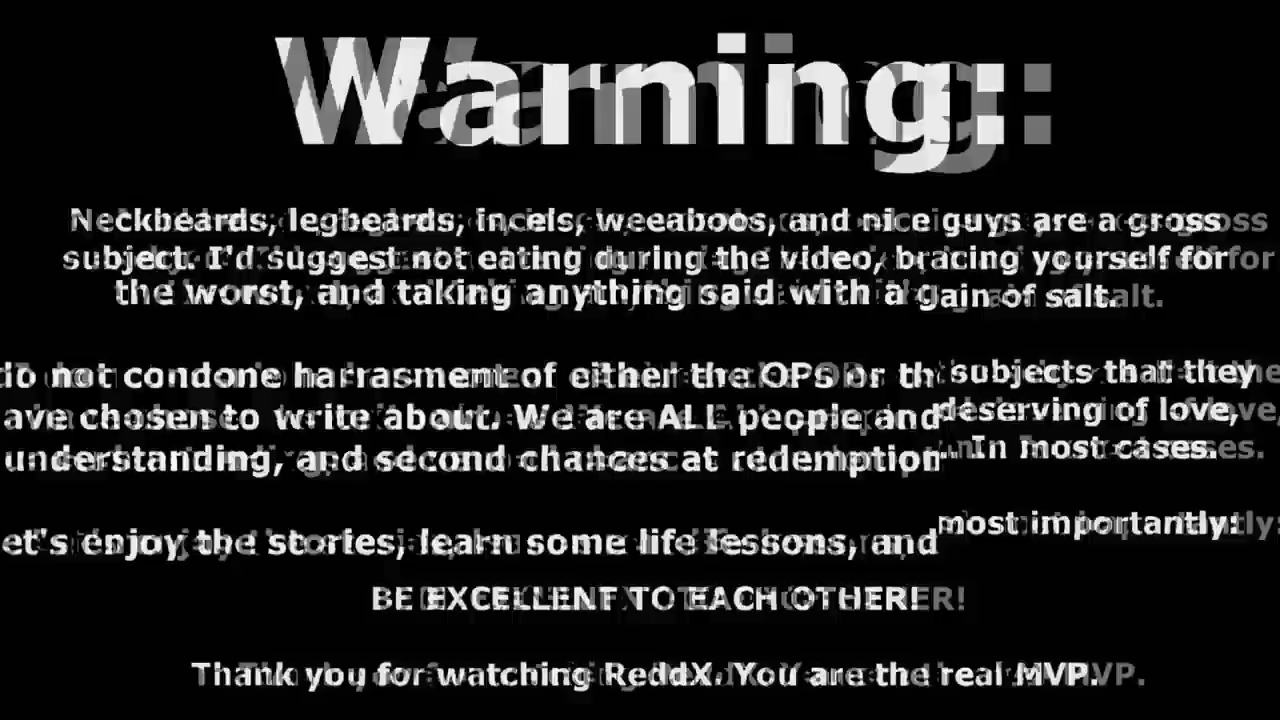 Warning:
Neckbeards, legbeards, incels, weeaboos, and nice guys are a gross
subject. I'd suggest not eating during the video, bracing yourself for
the worst, and taking anything said with a gain of salt.
do not condone harrasment of either the OPs or th subjects that they
ave chosen to write about. We are ALL people and deserving of love,
understanding, and second chances at redemption.. In most cases.
et's enjoy the stories, learn some life lessons, and most importantly:
BE EXCELLENT TO EACH OTHER!
Thank you for watching ReddX. You are the real MVP.